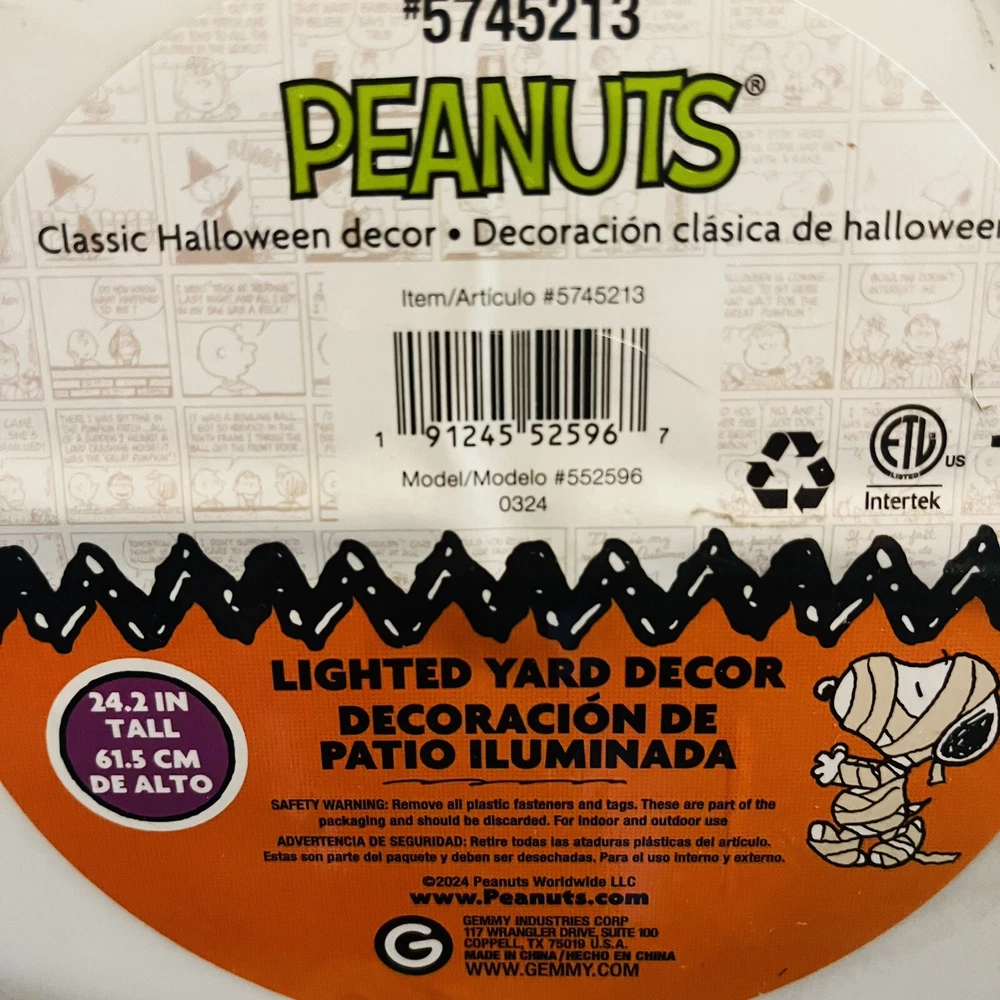 #5745213
PEANUTS®
Classic Halloween decor • Decoración clásica de hallowee
Item/Artículo #5745213
1 91245 52596 7
Model/Modelo #552596
0324
ETL
LISTED
US
Intertek
LIGHTED YARD DECOR
DECORACIÓN DE
PATIO ILUMINADA
24.2 IN
TALL
61.5 CM
DE ALTO
SAFETY WARNING: Remove all plastic fasteners and tags. These are part of the
packaging and should be discarded. For indoor and outdoor use
ADVERTENCIA DE SEGURIDAD: Retire todas las ataduras plásticas del artículo.
Estas son parte del paquete y deben ser desechadas. Para el uso interno y externo.
©2024 Peanuts Worldwide LLC
www.Peanuts.com
G
GEMMY INDUSTRIES CORP
117 WRANGLER DRIVE, SUITE 100
COPPELL, TX 75019 U.S.A.
MADE IN CHINA/HECHO EN CHINA
WWW.GEMMY.COM